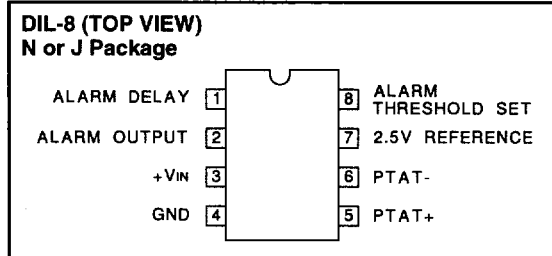 DIL-8 (TOP VIEW)
N or J Package
ALARM DELAY 1
ALARM OUTPUT 2
+VIN 3
GND 4
8 ALARM THRESHOLD SET
7 2.5V REFERENCE
6 PTAT-
5 PTAT+